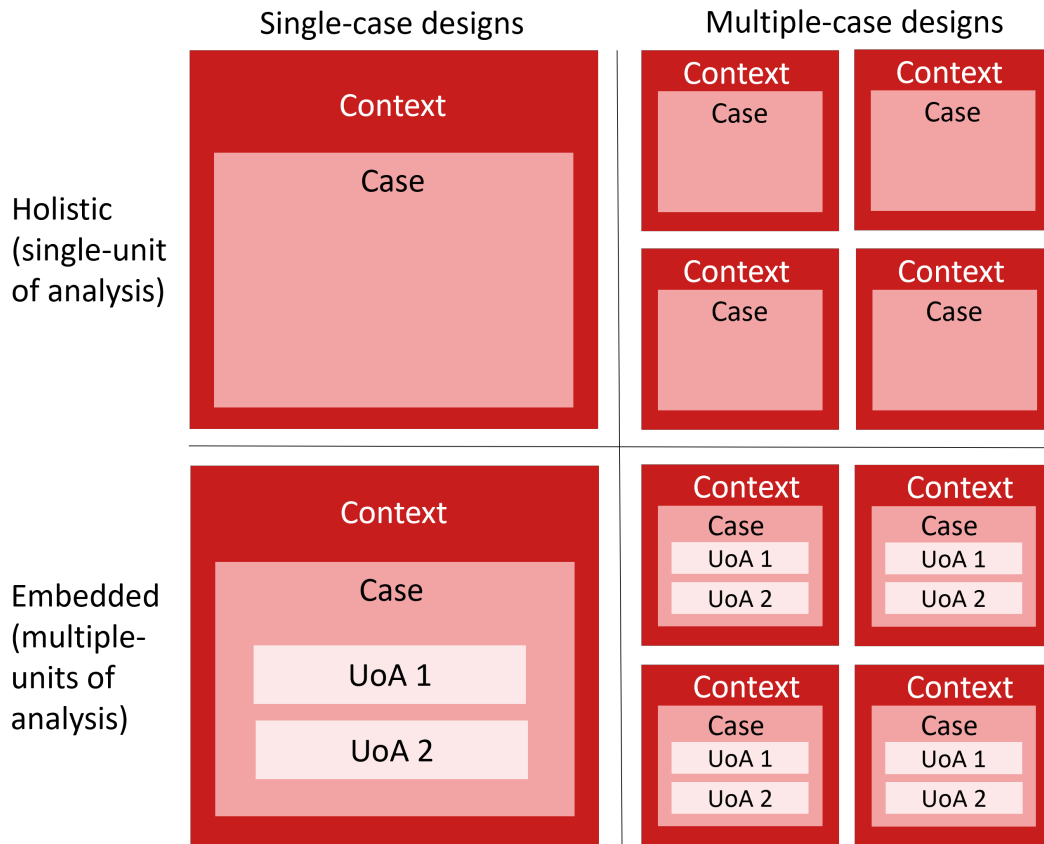 Single-case designs
Multiple-case designs
Holistic
(single-unit
of analysis)
Context
Case
Context
Case
Context
Case
Context
Case
Context
Case
Embedded
(multiple-
units of
analysis)
Context
Case
UoA 1
UoA 2
Context
Case
UoA 1
UoA 2
Context
Case
UoA 1
UoA 2
Context
Case
UoA 1
UoA 2
Context
Case
UoA 1
UoA 2